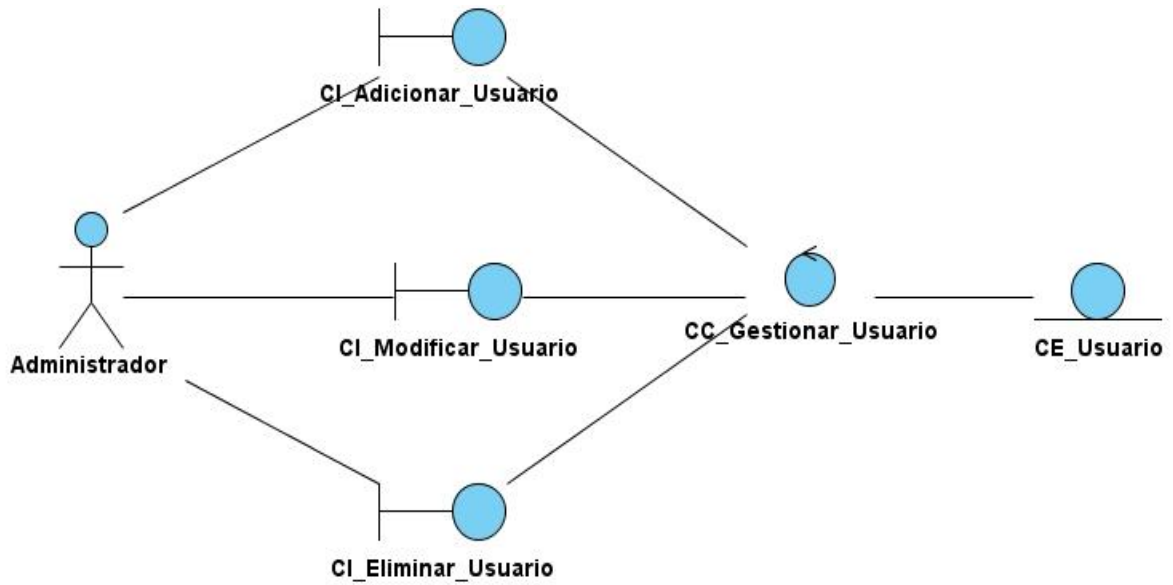 CI_Adicionar_Usuario
Administrador
CI_Modificar_Usuario
CC_Gestionar_Usuario
CE_Usuario
CI_Eliminar_Usuario